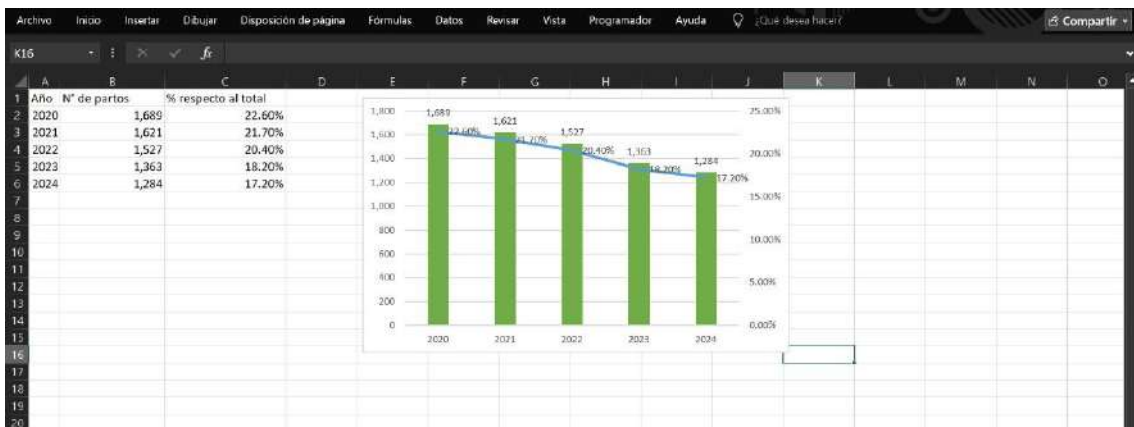 Archivo Inicio Insertar Dibujar Disposición de página Fórmulas Datos Revisar Vista Programador Ayuda ¿Qué desea hacer? Compartir
K16 fx
A B C D E F G H I J K L M N O
1 Año N° de partos % respecto al total
2 2020 1,689 22.60%
3 2021 1,621 21.70%
4 2022 1,527 20.40%
5 2023 1,363 18.20%
6 2024 1,284 17.20%
7
8
9
10
11
12
13
14
15
16
17
18
19
20
1,800 1,689 25.00%
1,600 22.60% 1,621 21.70% 1,527
20.40% 1,363 20.00%
1,400 18.20% 1,284
1,200 17.20%
15.00%
1,000
800
10.00%
600
400
5.00%
200
0 0.00%
2020 2021 2022 2023 2024